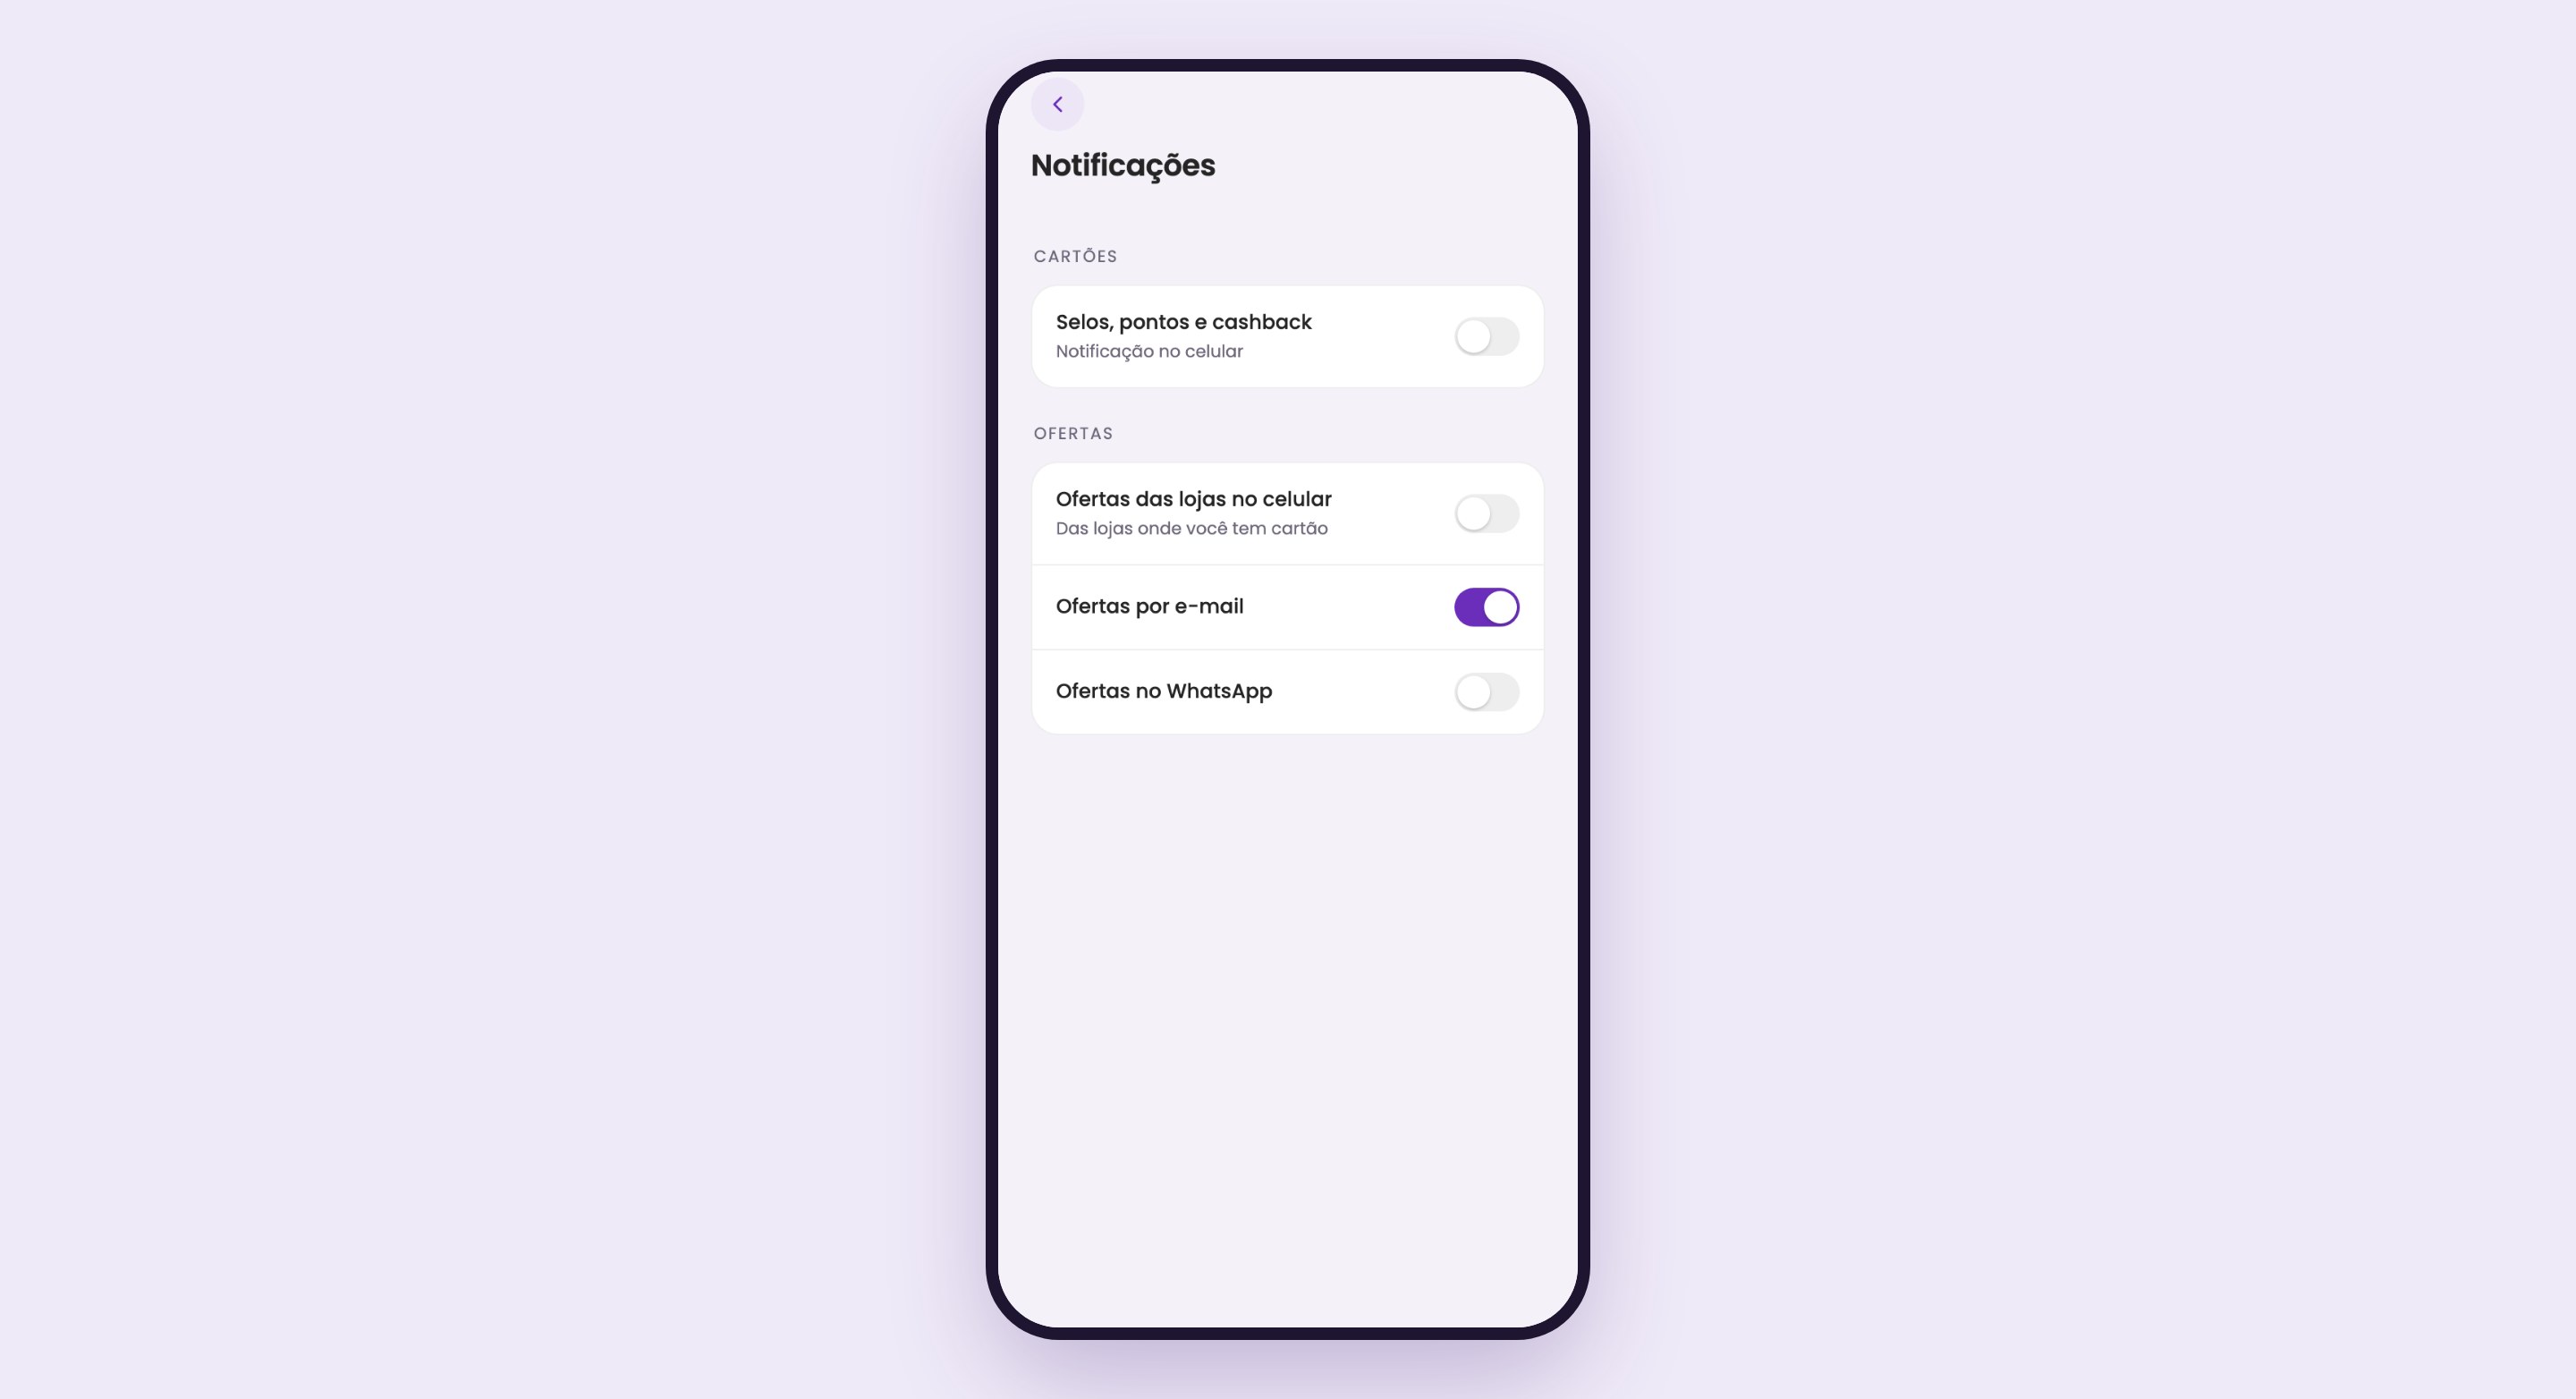 Notificações
CARTÕES
Selos, pontos e cashback
Notificação no celular
OFERTAS
Ofertas das lojas no celular
Das lojas onde você tem cartão
Ofertas por e-mail
Ofertas no WhatsApp